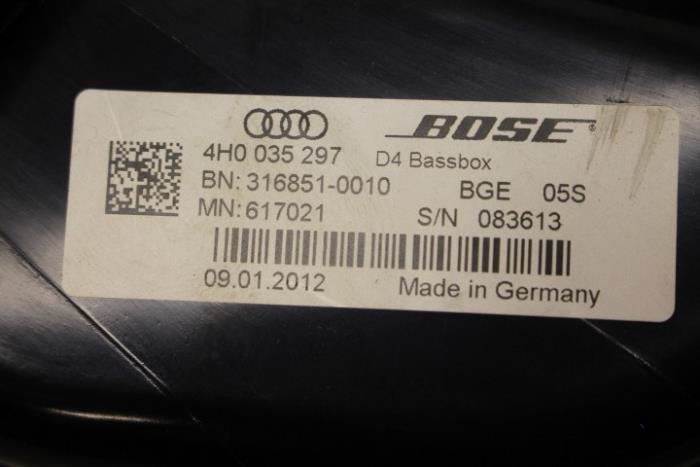 BOSE®
4H0 035 297 D4 Bassbox
BN: 316851-0010 BGE 05S
MN: 617021 S/N 083613
09.01.2012 Made in Germany